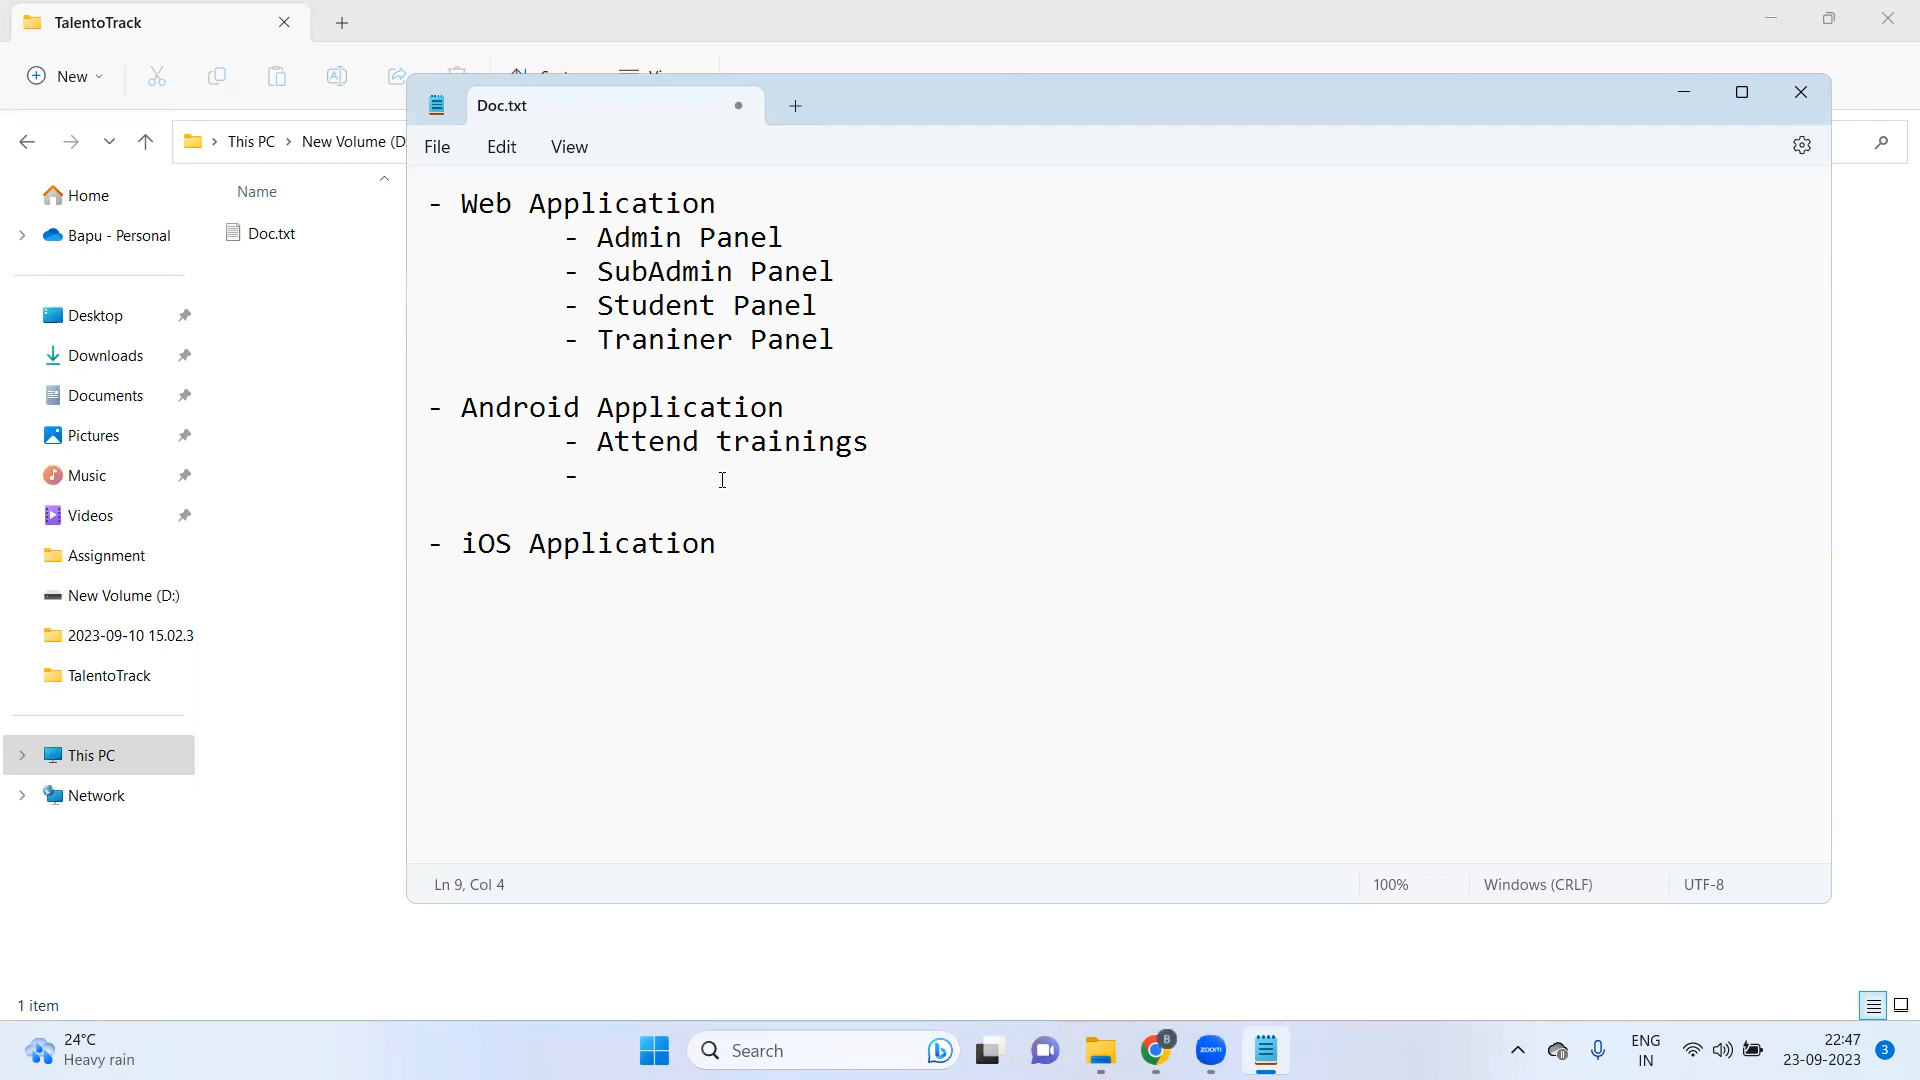 TalentoTrack
New
Doc.txt
File Edit View
This PC > New Volume (D
Home
Bapu - Personal
Desktop
Downloads
Documents
Pictures
Music
Videos
Assignment
New Volume (D:)
2023-09-10 15.02.3
TalentoTrack
This PC
Network
Name
Doc.txt
- Web Application
- Admin Panel
- SubAdmin Panel
- Student Panel
- Traniner Panel
- Android Application
- Attend trainings
-
- iOS Application
Ln 9, Col 4
100%
Windows (CRLF)
UTF-8
1 item
24°C
Heavy rain
Search
B
zoom
ENG
IN
22:47
23-09-2023
3